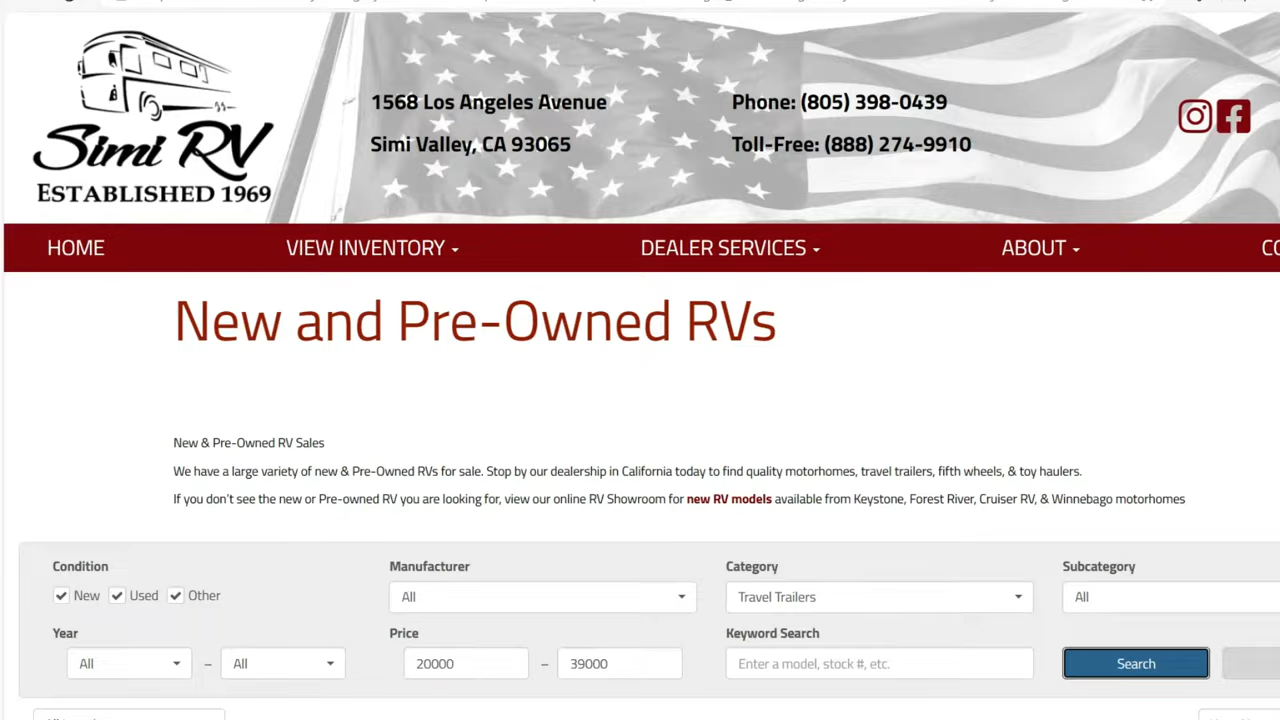 Simi RV
ESTABLISHED 1969
1568 Los Angeles Avenue
Simi Valley, CA 93065
Phone: (805) 398-0439
Toll-Free: (888) 274-9910
HOME
VIEW INVENTORY
DEALER SERVICES
ABOUT
New and Pre-Owned RVs
New & Pre-Owned RV Sales
We have a large variety of new & Pre-Owned RVs for sale. Stop by our dealership in California today to find quality motorhomes, travel trailers, fifth wheels, & toy haulers.
If you don't see the new or Pre-owned RV you are looking for, view our online RV Showroom for new RV models available from Keystone, Forest River, Cruiser RV, & Winnebago motorhomes
Condition
New Used Other
Manufacturer
All
Category
Travel Trailers
Subcategory
All
Year
All – All
Price
20000 – 39000
Keyword Search
Enter a model, stock #, etc.
Search